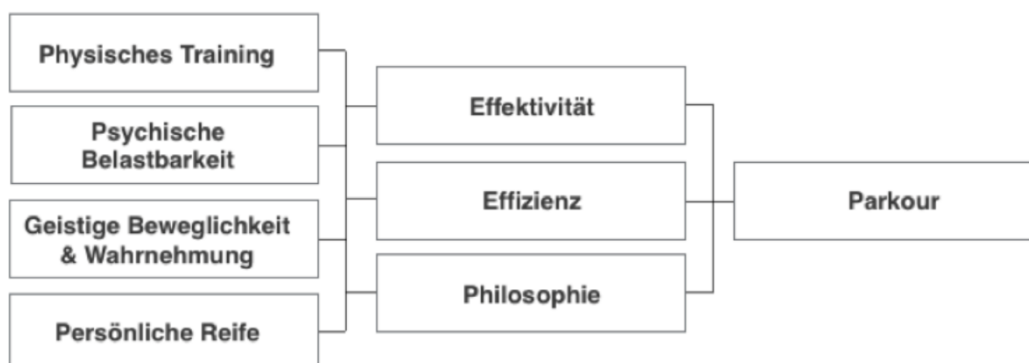 Physisches Training
Psychische
Belastbarkeit
Geistige Beweglichkeit
& Wahrnehmung
Persönliche Reife
Effektivität
Effizienz
Philosophie
Parkour